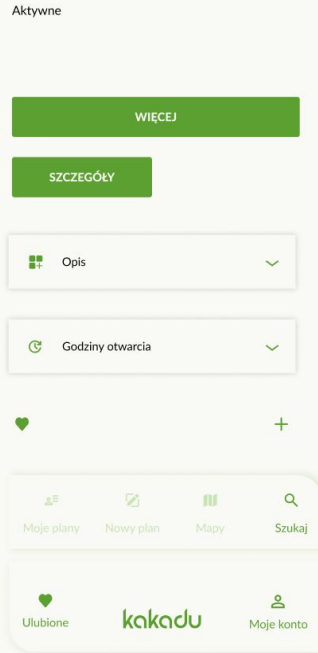 Aktywne
WIĘCEJ
SZCZEGÓŁY
Opis
Godziny otwarcia
Moje plany Nowy plan Mapy Szukaj
Ulubione kakadu Moje konto